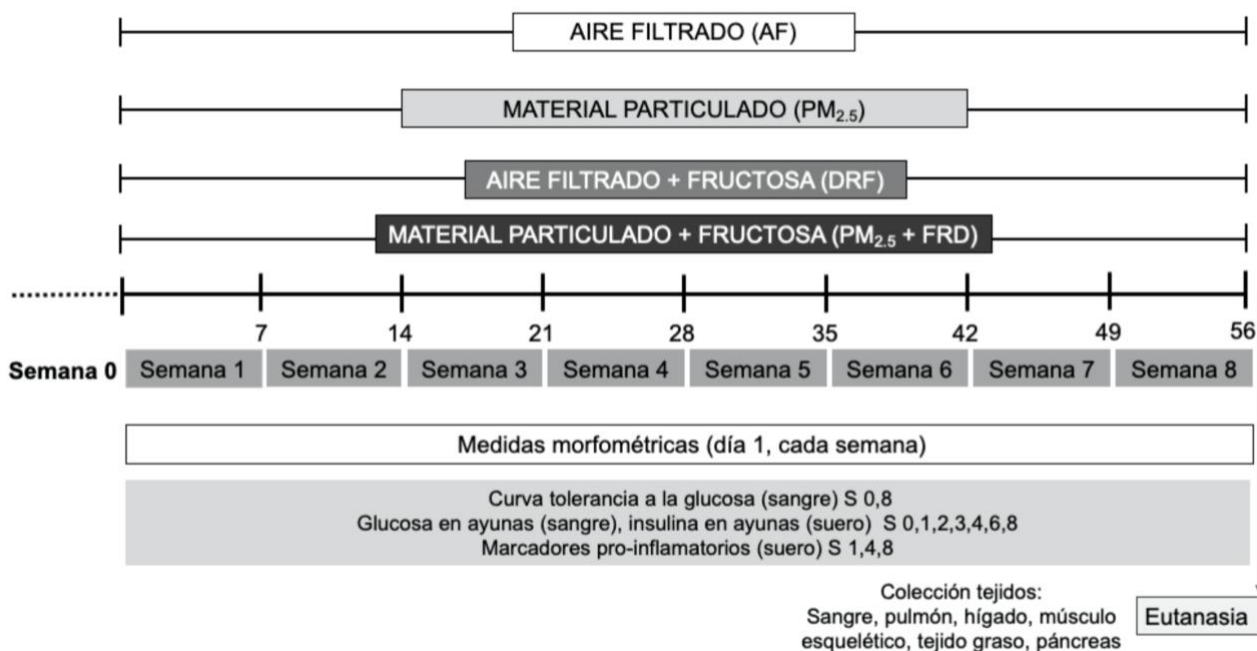 AIRE FILTRADO (AF)
MATERIAL PARTICULADO (PM2.5)
AIRE FILTRADO + FRUCTOSA (DRF)
MATERIAL PARTICULADO + FRUCTOSA (PM2.5 + FRD)
7 14 21 28 35 42 49 56
Semana 0 Semana 1 Semana 2 Semana 3 Semana 4 Semana 5 Semana 6 Semana 7 Semana 8
Medidas morfométricas (día 1, cada semana)
Curva tolerancia a la glucosa (sangre) S 0,8
Glucosa en ayunas (sangre), insulina en ayunas (suero) S 0,1,2,3,4,6,8
Marcadores pro-inflamatorios (suero) S 1,4,8
Colección tejidos:
Sangre, pulmón, hígado, músculo
esquelético, tejido graso, páncreas
Eutanasia